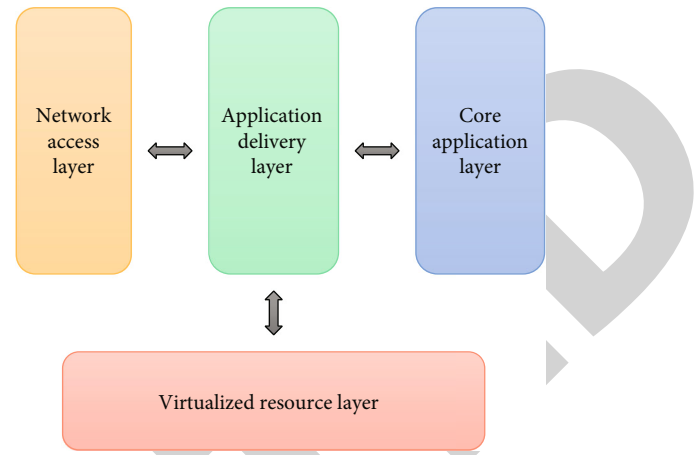 Network
access
layer
Application
delivery
layer
Core
application
layer
Virtualized resource layer